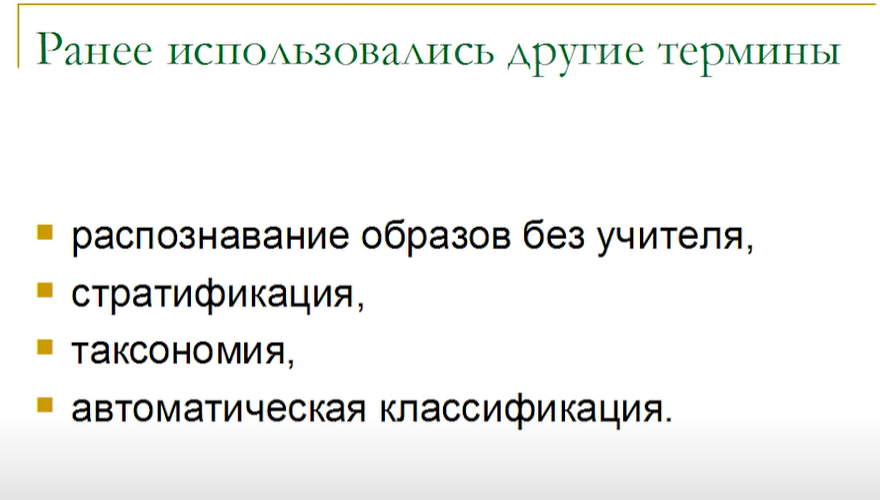 Ранее использовались другие термины
распознавание образов без учителя,
стратификация,
таксономия,
автоматическая классификация.